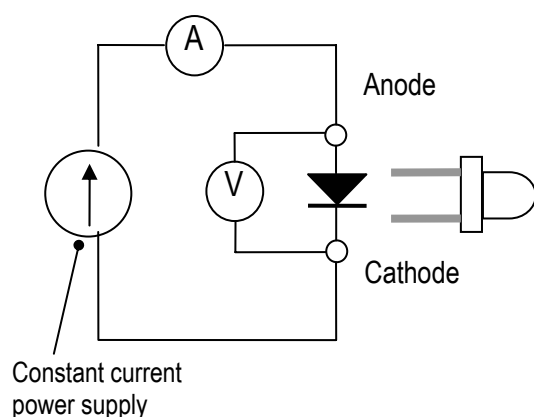 A
Anode
V
Cathode
Constant current
power supply